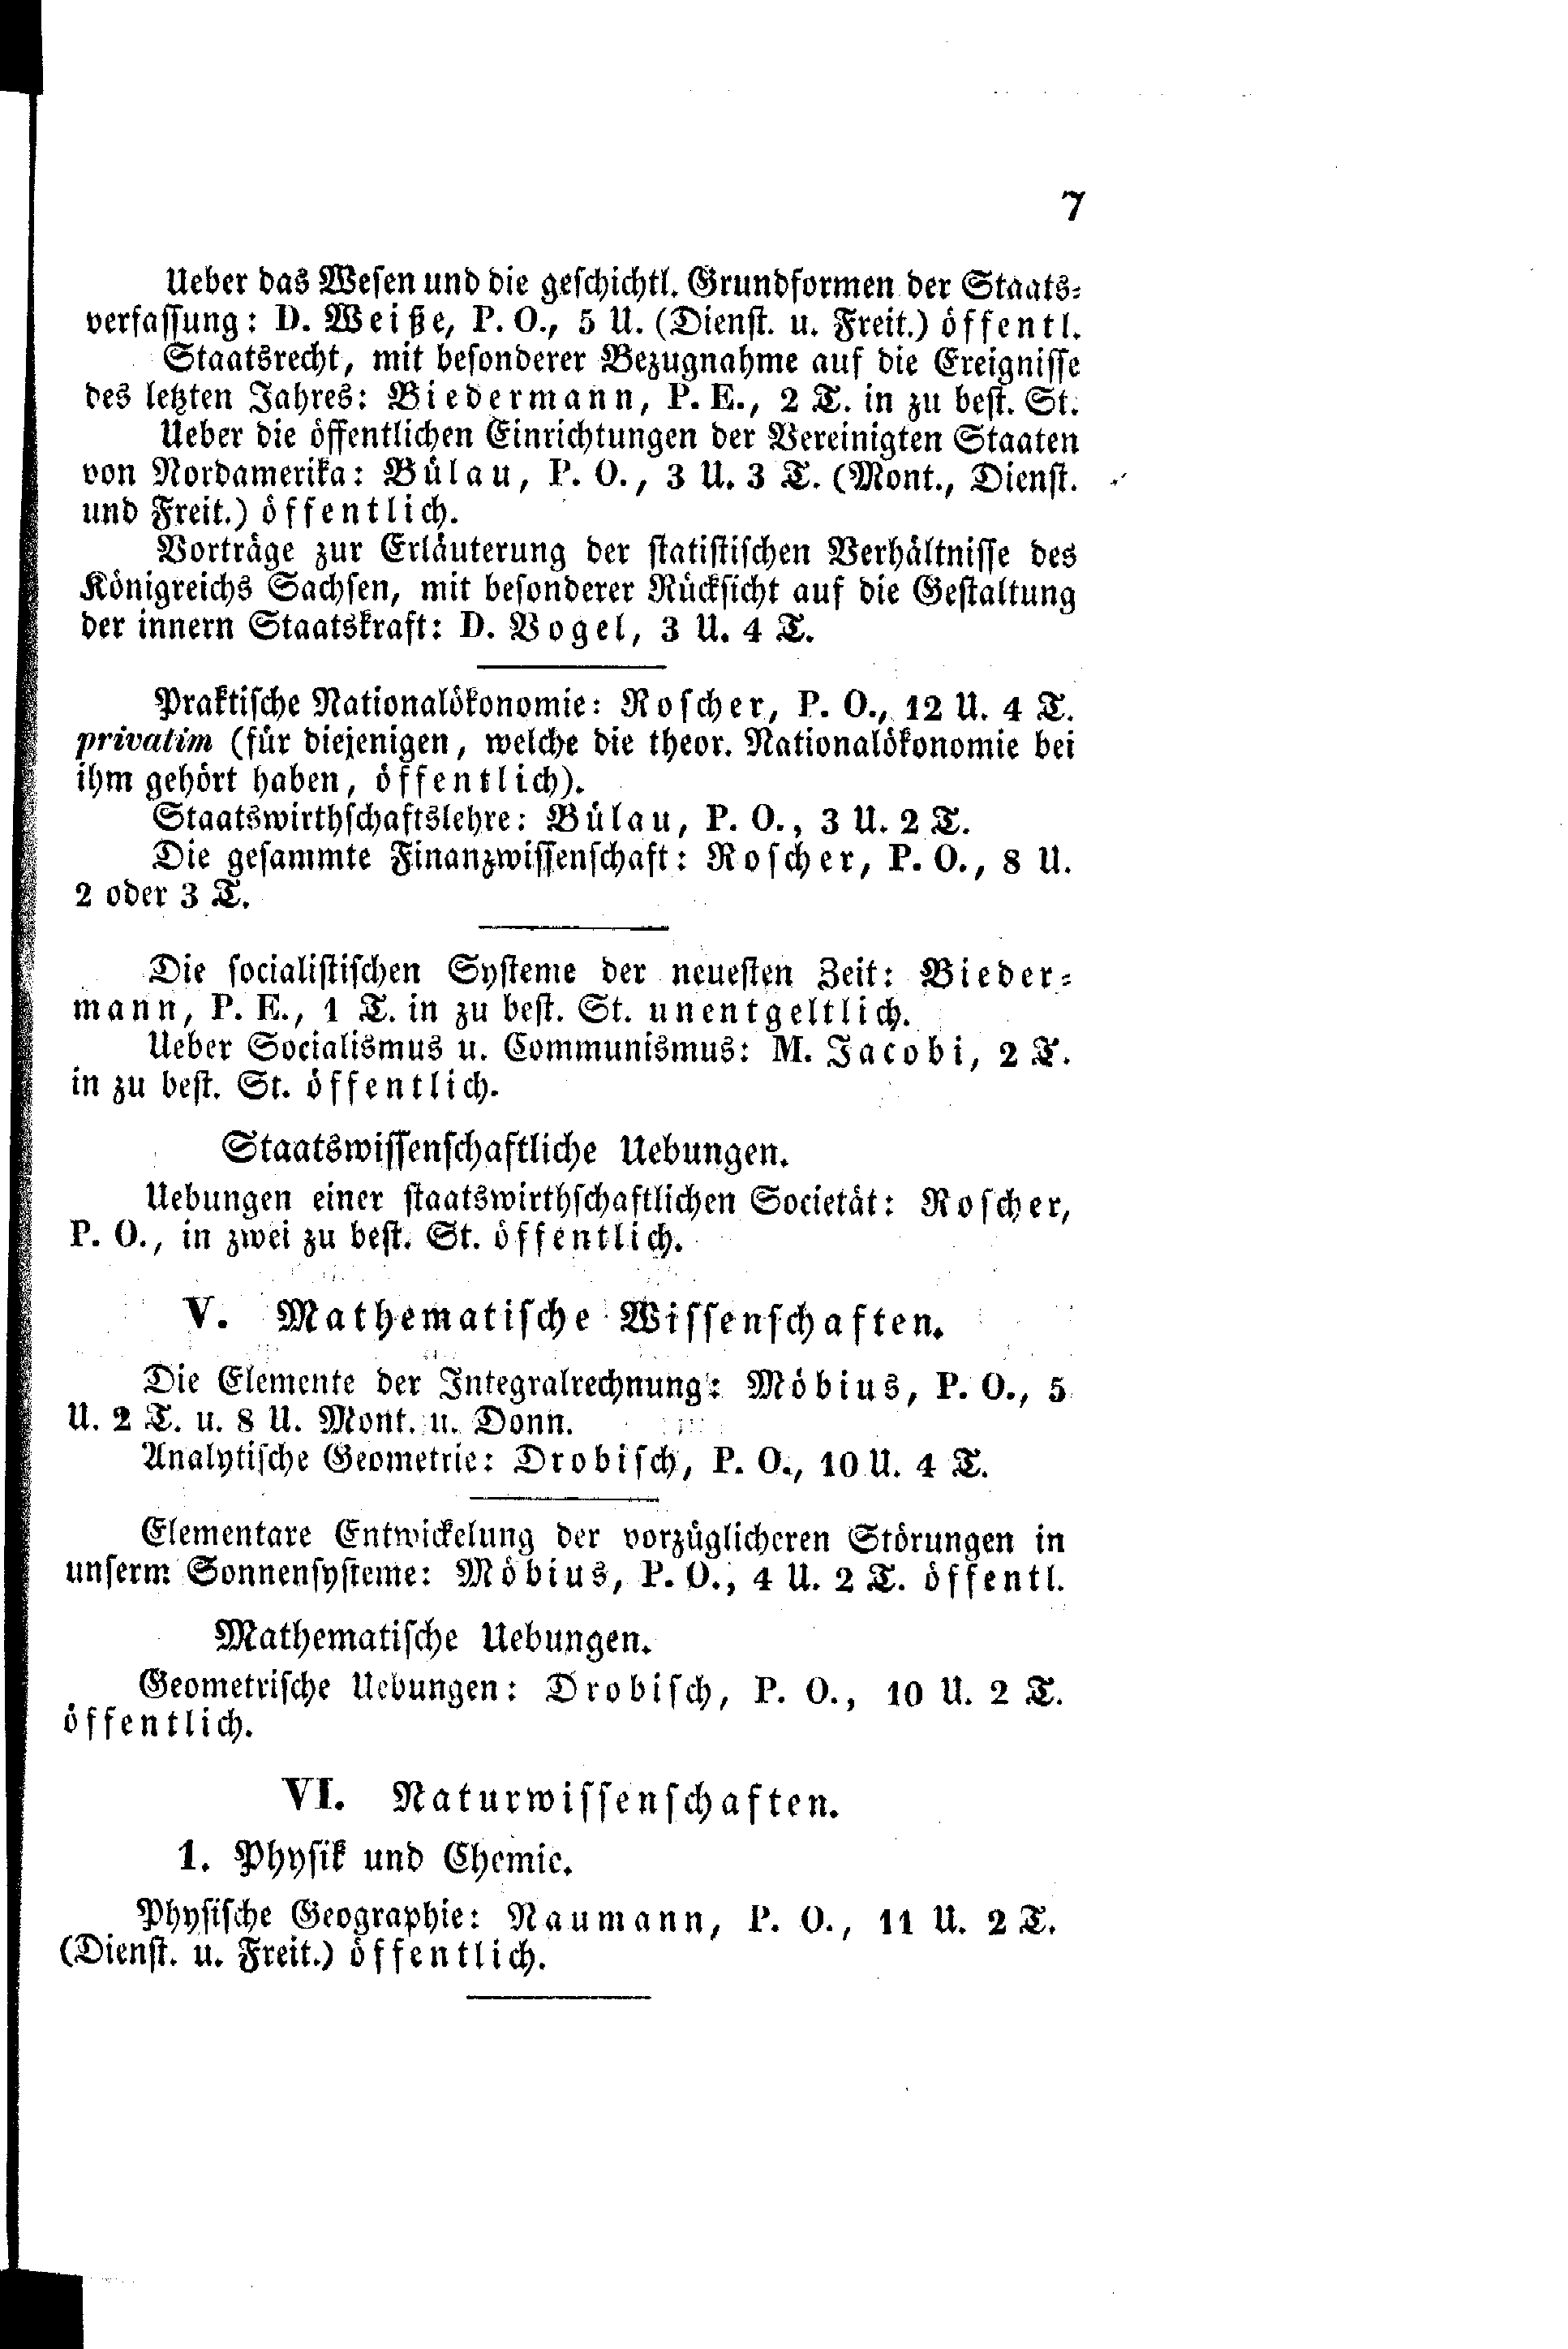 7
Ueber das Wesen und die geschichtl. Grundformen der Staats-
verfassung: D. Weiße, P. O., 5 U. (Dienst. u. Freit.) öffentl.
Staatsrecht, mit besonderer Bezugnahme auf die Ereignisse
des letzten Jahres: Biedermann, P. E., 2 T. in zu best. St.
Ueber die öffentlichen Einrichtungen der Vereinigten Staaten
von Nordamerika: Bülau, P. O., 3 U. 3 T. (Mont., Dienst.
und Freit.) öffentlich.
Vorträge zur Erläuterung der statistischen Verhältnisse des
Königreichs Sachsen, mit besonderer Rücksicht auf die Gestaltung
der innern Staatskraft: D. Vogel, 3 U. 4 T.
Praktische Nationalökonomie: Roscher, P. O., 12 U. 4 T.
privatim (für diejenigen, welche die theor. Nationalökonomie bei
ihm gehört haben, öffentlich).
Staatswirthschaftslehre: Bülau, P. O., 3 U. 2 T.
Die gesammte Finanzwissenschaft: Roscher, P. O., 8 U.
2 oder 3 T.
Die socialistischen Systeme der neuesten Zeit: Bieder-
mann, P. E., 1 T. in zu best. St. unentgeltlich.
Ueber Socialismus u. Communismus: M. Jacobi, 2 T.
in zu best. St. öffentlich.
Staatswissenschaftliche Uebungen.
Uebungen einer staatswirthschaftlichen Societät: Roscher,
P. O., in zwei zu best. St. öffentlich.
V. Mathematische Wissenschaften.
Die Elemente der Integralrechnung: Möbius, P. O., 5
U. 2 T. u. 8 U. Mont. u. Donn.
Analytische Geometrie: Drobisch, P. O., 10 U. 4 T.
Elementare Entwickelung der vorzüglicheren Störungen in
unserm Sonnensysteme: Möbius, P. O., 4 U. 2 T. öffentl.
Mathematische Uebungen.
Geometrische Uebungen: Drobisch, P. O., 10 U. 2 T.
öffentlich.
VI. Naturwissenschaften.
1. Physik und Chemie.
Physische Geographie: Naumann, P. O., 11 U. 2 T.
(Dienst. u. Freit.) öffentlich.